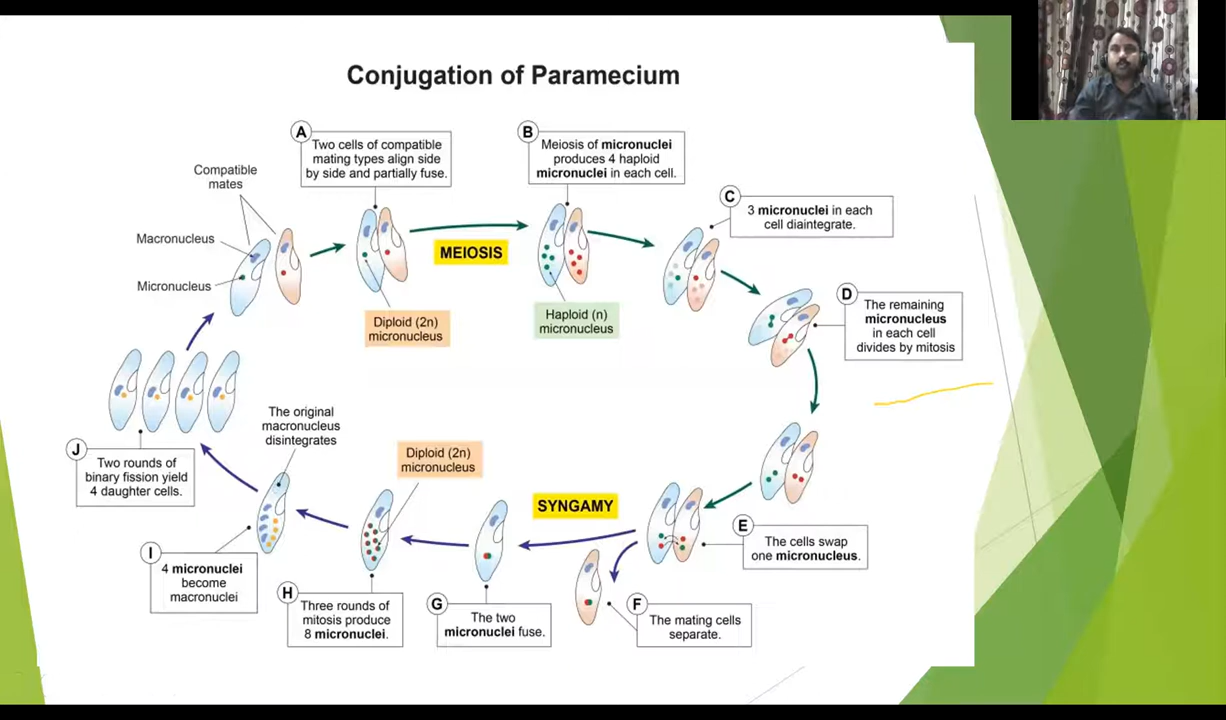 Conjugation of Paramecium
A
Two cells of compatible
mating types align side
by side and partially fuse.
B
Meiosis of micronuclei
produces 4 haploid
micronuclei in each cell.
Compatible
mates
C
3 micronuclei in each
cell diaintegrate.
Macronucleus
MEIOSIS
Micronucleus
Diploid (2n)
micronucleus
Haploid (n)
micronucleus
D
The remaining
micronucleus
in each cell
divides by mitosis
The original
macronucleus
disintegrates
J
Two rounds of
binary fission yield
4 daughter cells.
Diploid (2n)
micronucleus
SYNGAMY
E
The cells swap
one micronucleus.
I
4 micronuclei
become
macronuclei
H
Three rounds of
mitosis produce
8 micronuclei.
G
The two
micronuclei fuse.
F
The mating cells
separate.